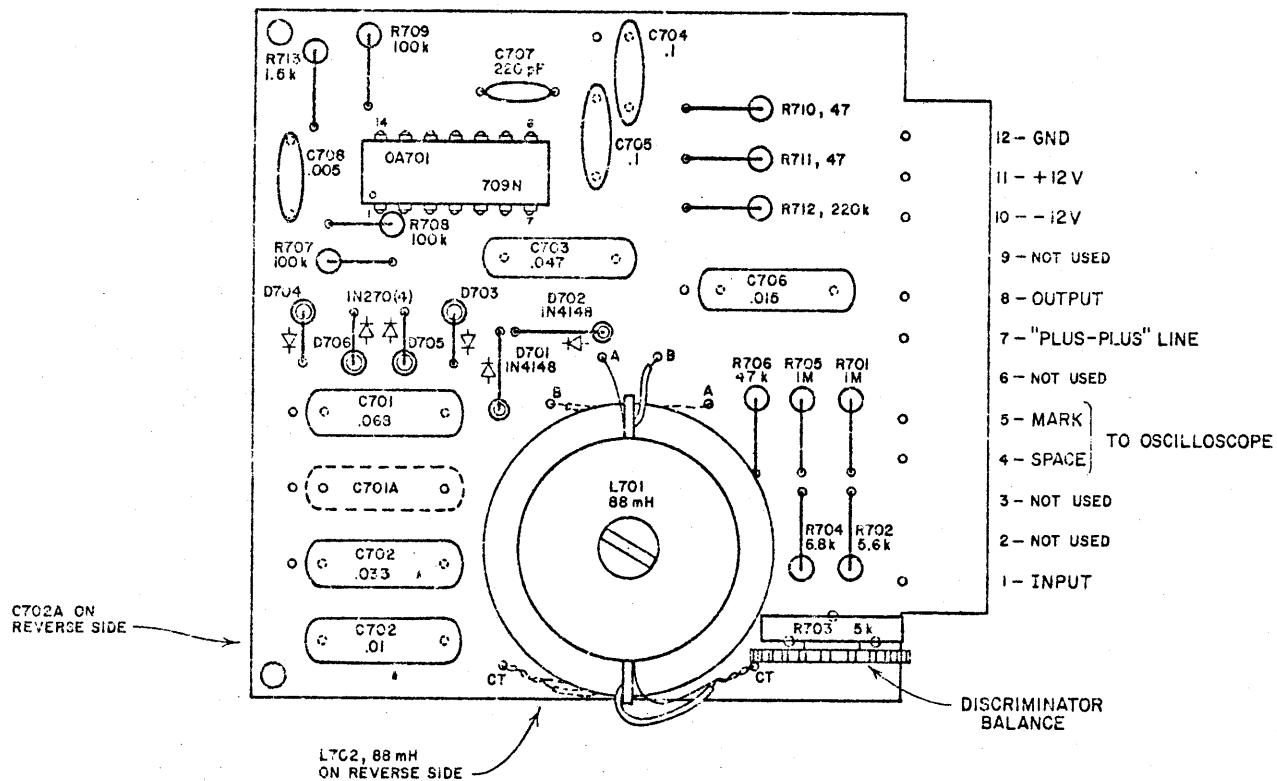 R713
1.5k
R709
100k
C707
220 pF
C704
.1
C705
.1
R710, 47
R711, 47
R712, 220k
C708
.005
14
8
OA701
709N
1
7
R708
100k
R707
100k
C703
.047
C706
.015
D704
1N270(4)
D703
D702
1N4148
D706
D705
D701
1N4148
A
B
B
A
R706
47k
R705
1M
R701
1M
C701
.068
C701A
C702
.033
C702
.01
L701
88 mH
R704
6.8k
R702
5.6k
R703 5k
CT
CT
12 - GND
11 - +12V
10 - -12V
9 - NOT USED
8 - OUTPUT
7 - "PLUS-PLUS" LINE
6 - NOT USED
5 - MARK
4 - SPACE
TO OSCILLOSCOPE
3 - NOT USED
2 - NOT USED
1 - INPUT
C702A ON
REVERSE SIDE
L702, 88 mH
ON REVERSE SIDE
DISCRIMINATOR
BALANCE